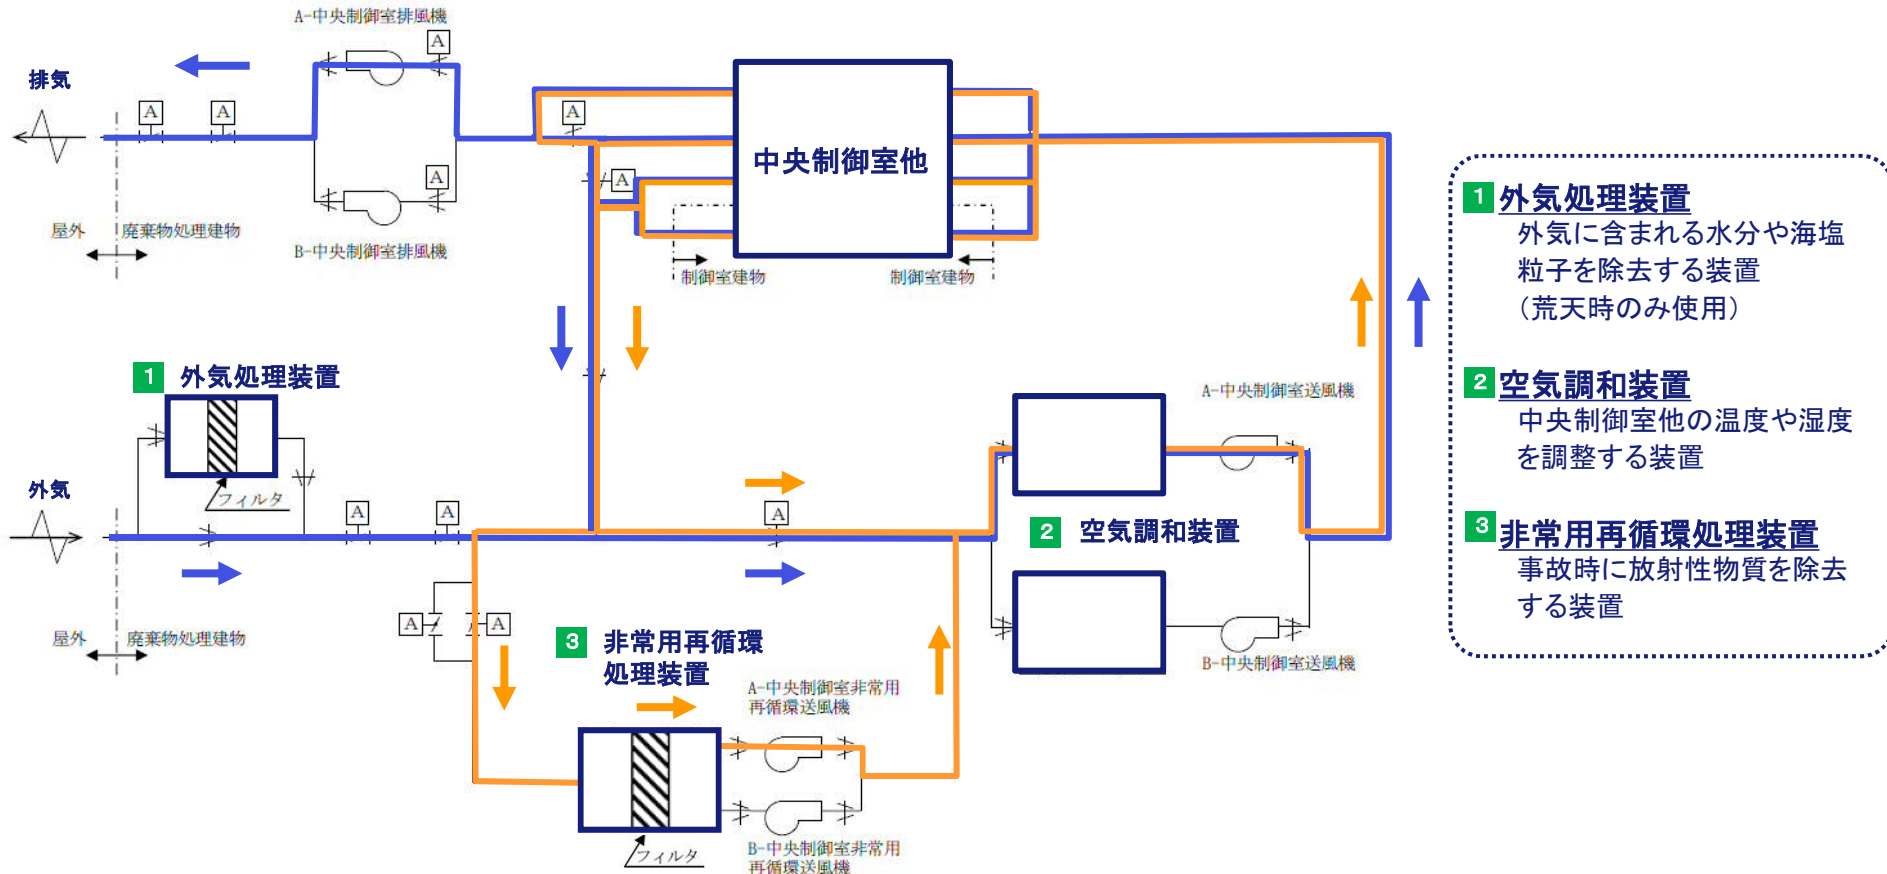 A-中央制御室排風機
A
排気
A
A
A
中央制御室他
A
A
屋外
廃棄物処理建物
B-中央制御室排風機
制御室建物
制御室建物
1 外気処理装置
フィルタ
外気
A
A
A
A-中央制御室送風機
2 空気調和装置
A
A
屋外
廃棄物処理建物
3 非常用再循環
処理装置
B-中央制御室送風機
A-中央制御室非常用
再循環送風機
フィルタ
B-中央制御室非常用
再循環送風機
1 外気処理装置
外気に含まれる水分や海塩
粒子を除去する装置
（荒天時のみ使用）
2 空気調和装置
中央制御室他の温度や湿度
を調整する装置
3 非常用再循環処理装置
事故時に放射性物質を除去
する装置